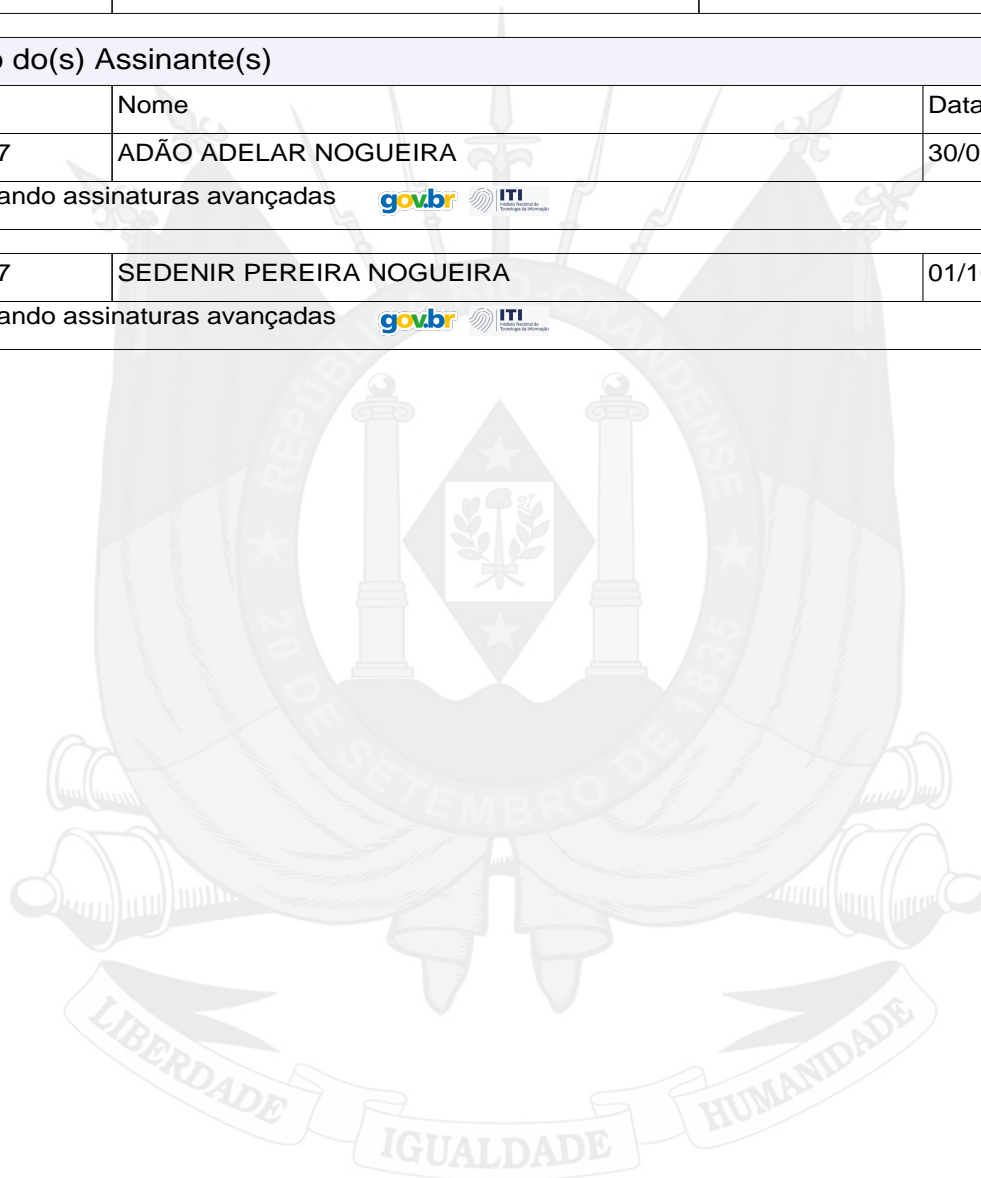 o do(s) Assinante(s)
Nome Data
7 ADÃO ADELAR NOGUEIRA 30/0
ando assinaturas avançadas gov.br ITI
7 SEDENIR PEREIRA NOGUEIRA 01/1
ando assinaturas avançadas gov.br ITI
REPÚBLICA RIO-GRANDENSE
20 DE SETEMBRO DE 1835
LIBERDADE IGUALDADE HUMANIDADE